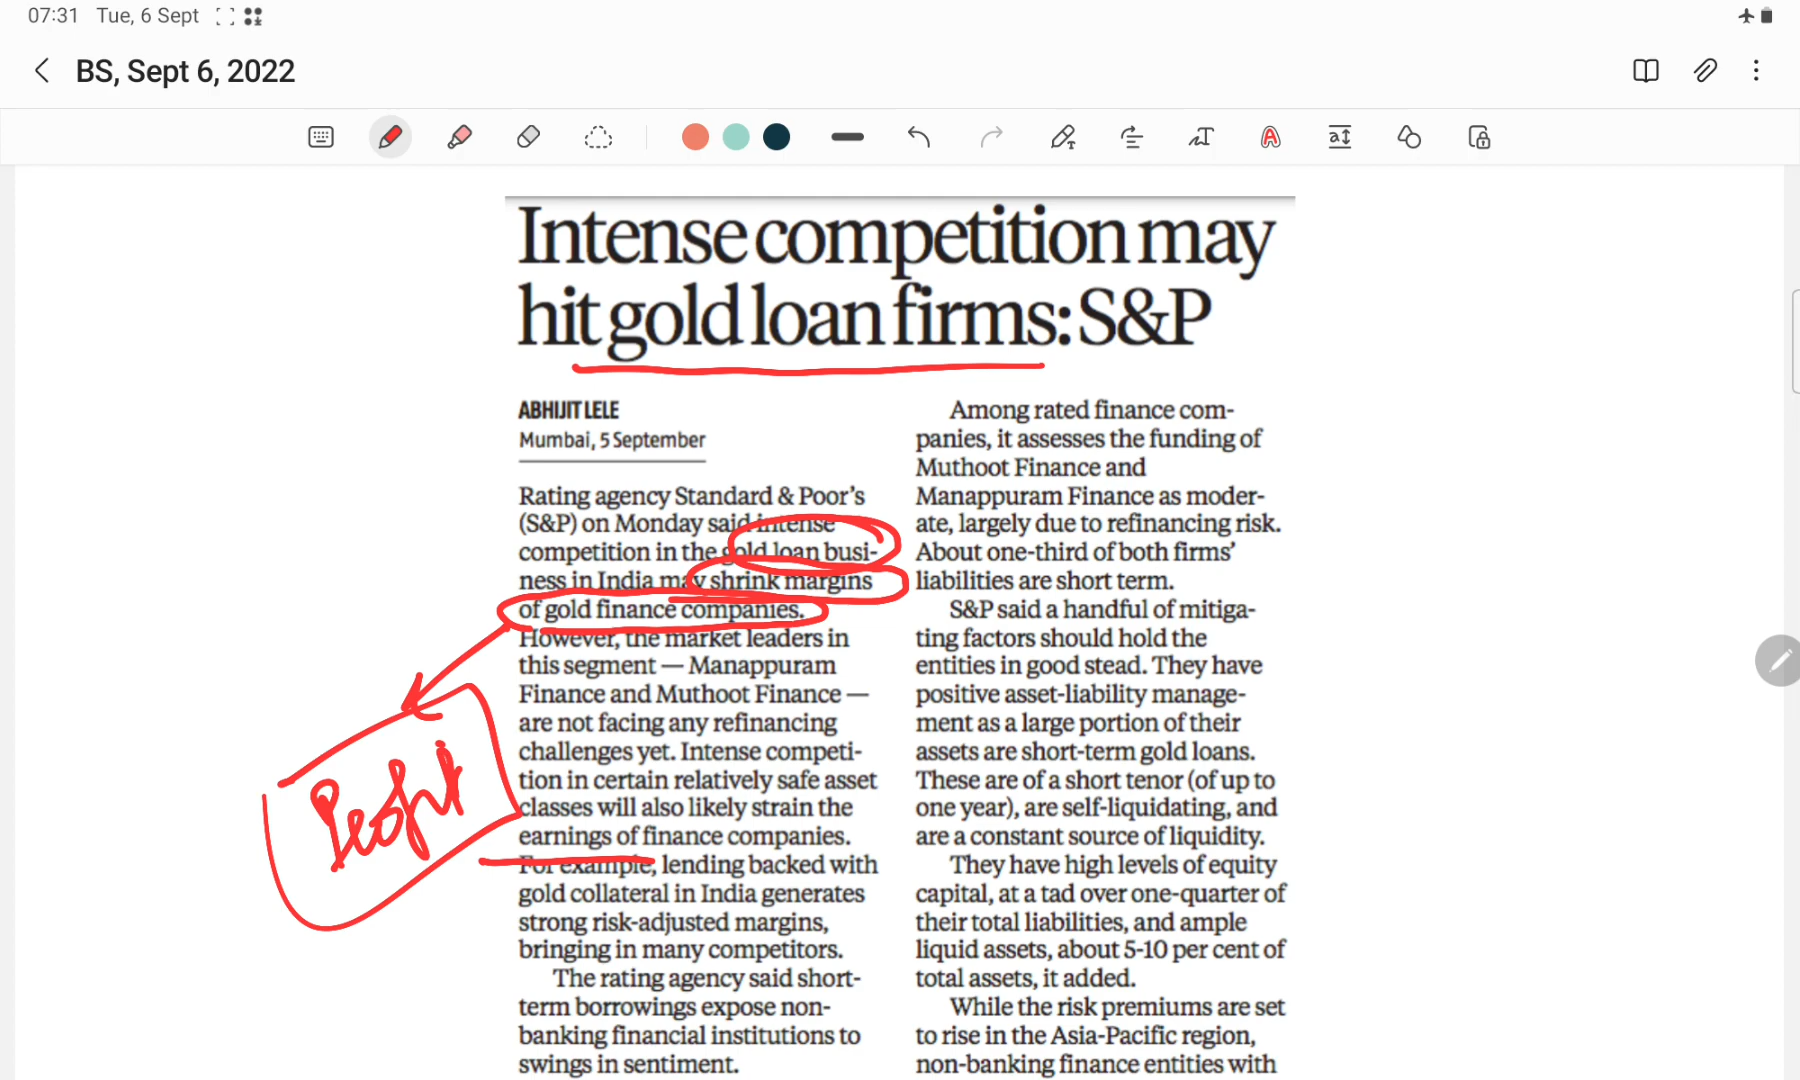 07:31 Tue, 6 Sept
BS, Sept 6, 2022
Intense competition may
hit gold loan firms: S&P
ABHIJIT LELE
Mumbai, 5 September
Rating agency Standard & Poor's
(S&P) on Monday said intense
competition in the gold loan busi-
ness in India may shrink margins
of gold finance companies.
However, the market leaders in
this segment — Manappuram
Finance and Muthoot Finance —
are not facing any refinancing
challenges yet. Intense competi-
tion in certain relatively safe asset
classes will also likely strain the
earnings of finance companies.
For example, lending backed with
gold collateral in India generates
strong risk-adjusted margins,
bringing in many competitors.
The rating agency said short-
term borrowings expose non-
banking financial institutions to
swings in sentiment.
Profit
Among rated finance com-
panies, it assesses the funding of
Muthoot Finance and
Manappuram Finance as moder-
ate, largely due to refinancing risk.
About one-third of both firms'
liabilities are short term.
S&P said a handful of mitiga-
ting factors should hold the
entities in good stead. They have
positive asset-liability manage-
ment as a large portion of their
assets are short-term gold loans.
These are of a short tenor (of up to
one year), are self-liquidating, and
are a constant source of liquidity.
They have high levels of equity
capital, at a tad over one-quarter of
their total liabilities, and ample
liquid assets, about 5-10 per cent of
total assets, it added.
While the risk premiums are set
to rise in the Asia-Pacific region,
non-banking finance entities with